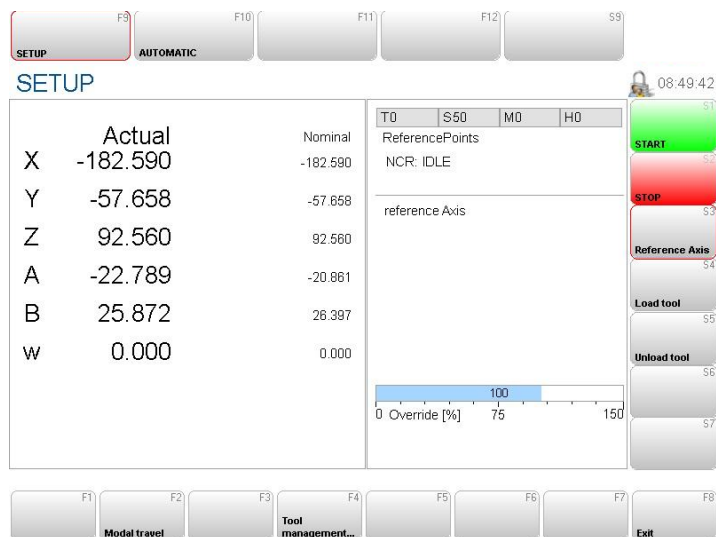 F9 F10 F11 F12 S9
SETUP AUTOMATIC
SETUP
08:49:42
Actual Nominal
X -182.590 -182.590
Y -57.658 -57.658
Z 92.560 92.560
A -22.789 -20.861
B 25.872 26.397
w 0.000 0.000
T0 S50 M0 H0
ReferencePoints
NCR: IDLE
reference Axis
100
0 Override [%] 75 150
S1
START
S2
STOP
S3
Reference Axis
S4
Load tool
S5
Unload tool
S6
S7
F1 F2 F3 F4 F5 F6 F7 F8
Modal travel
Tool
management...
Exit